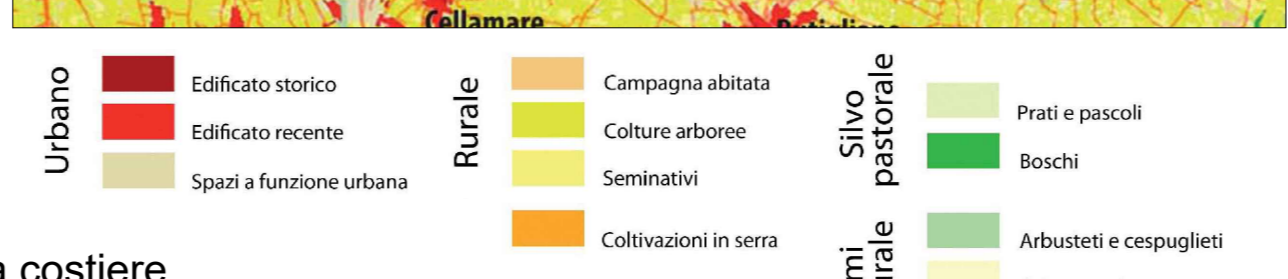 Cellamare
Urbano
Edificato storico
Edificato recente
Spazi a funzione urbana
Rurale
Campagna abitata
Colture arboree
Seminativi
Coltivazioni in serra
Silvo
pastorale
Prati e pascoli
Boschi
Arbusteti e cespuglieti
costiere